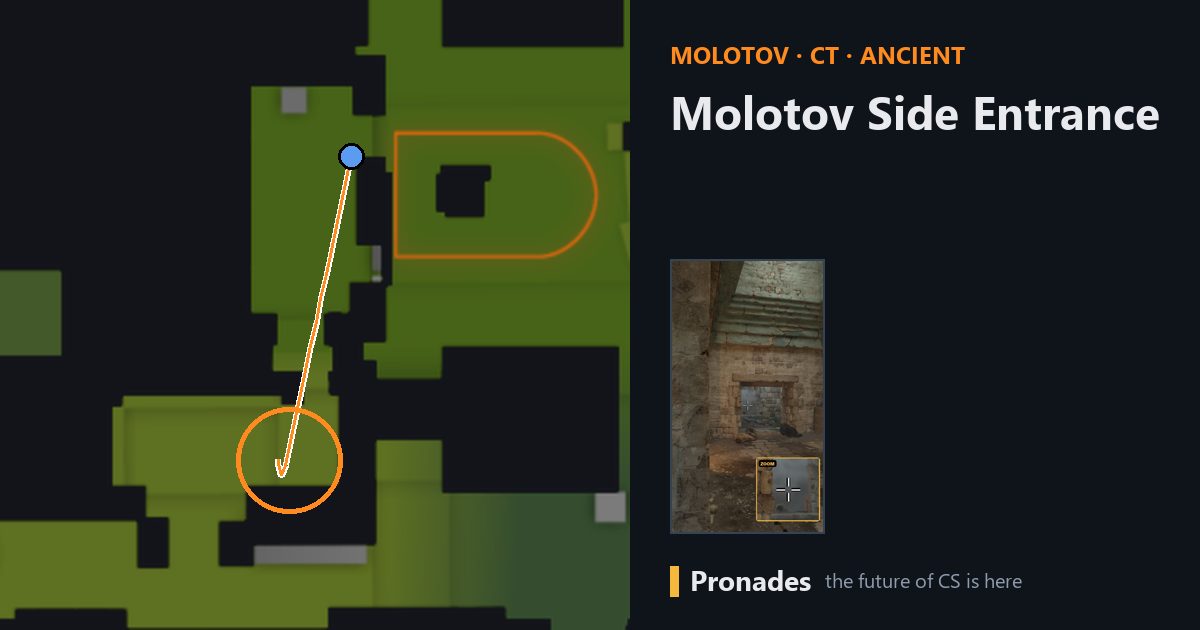 MOLOTOV · CT · ANCIENT
Molotov Side Entrance
ZOOM
Pronades the future of CS is here